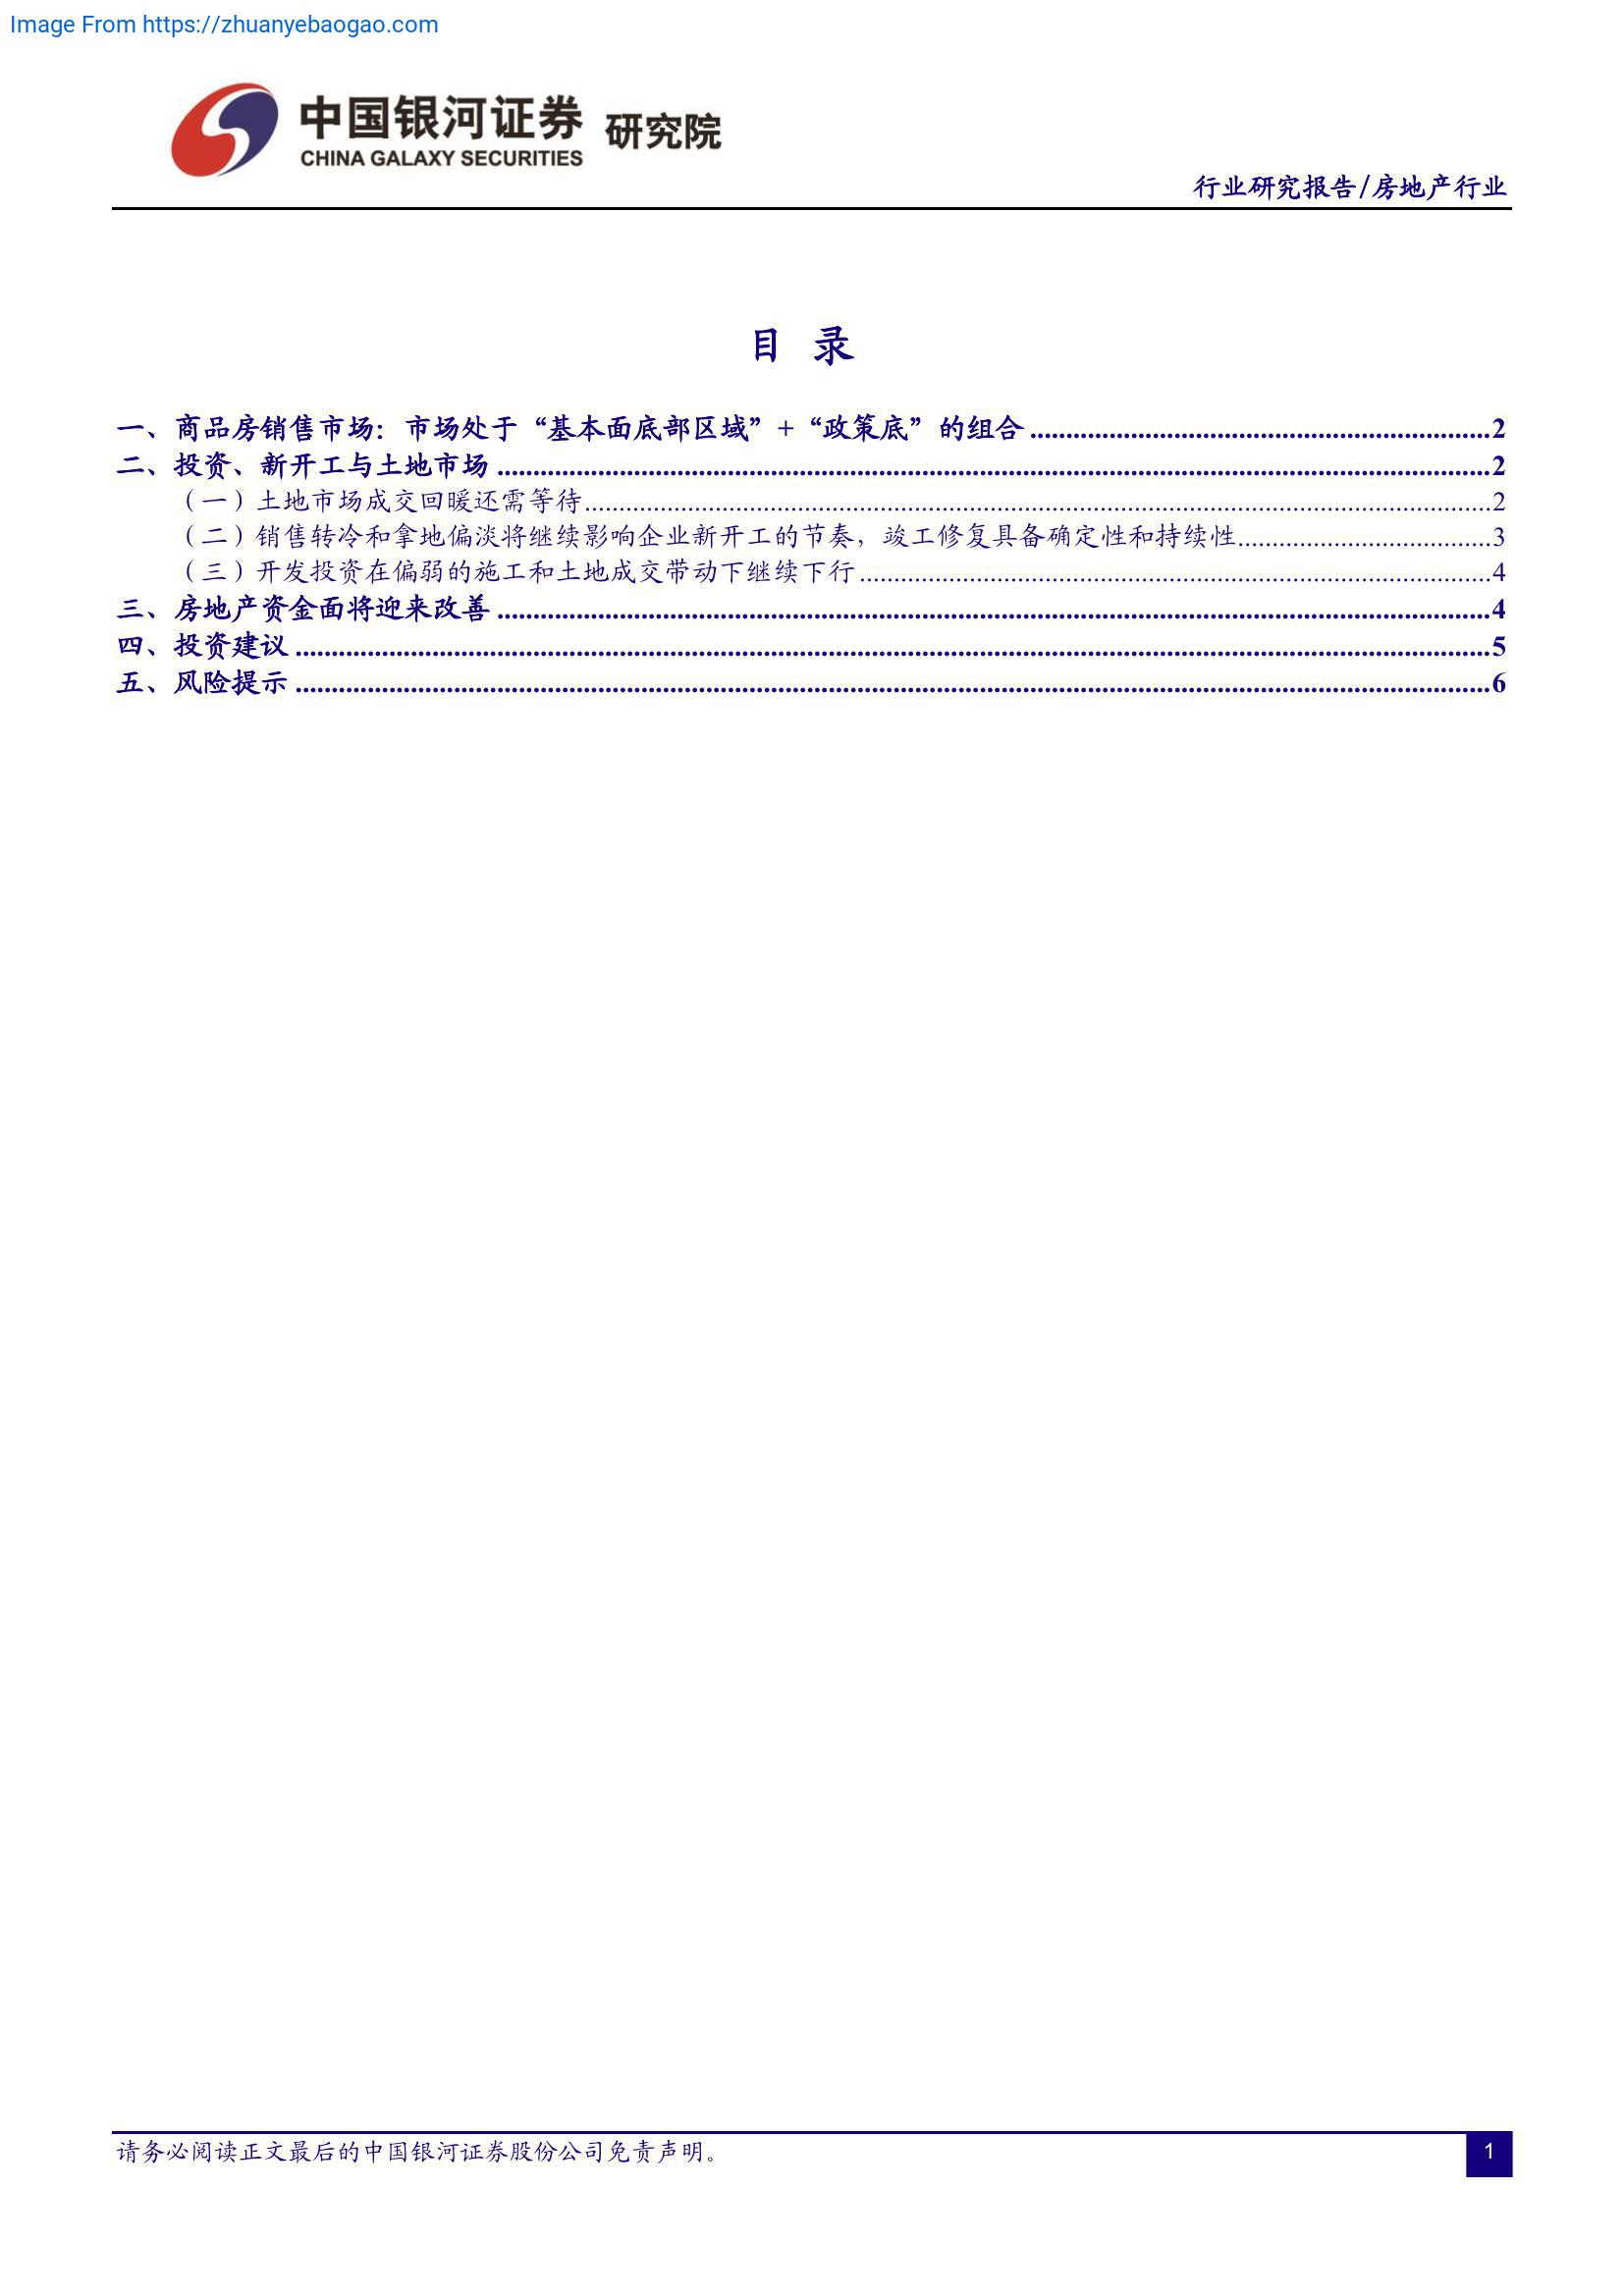 Image From https://zhuanyebaogao.com
中国银河证券 研究院
CHINA GALAXY SECURITIES
行业研究报告/房地产行业
目 录
一、商品房销售市场：市场处于“基本面底部区域”+“政策底”的组合................................2
二、投资、新开工与土地市场................................2
（一）土地市场成交回暖还需等待................................2
（二）销售转冷和拿地偏淡将继续影响企业新开工的节奏，竣工修复具备确定性和持续性................................3
（三）开发投资在偏弱的施工和土地成交带动下继续下行................................4
三、房地产资金面将迎来改善................................4
四、投资建议................................5
五、风险提示................................6
请务必阅读正文最后的中国银河证券股份公司免责声明。
1